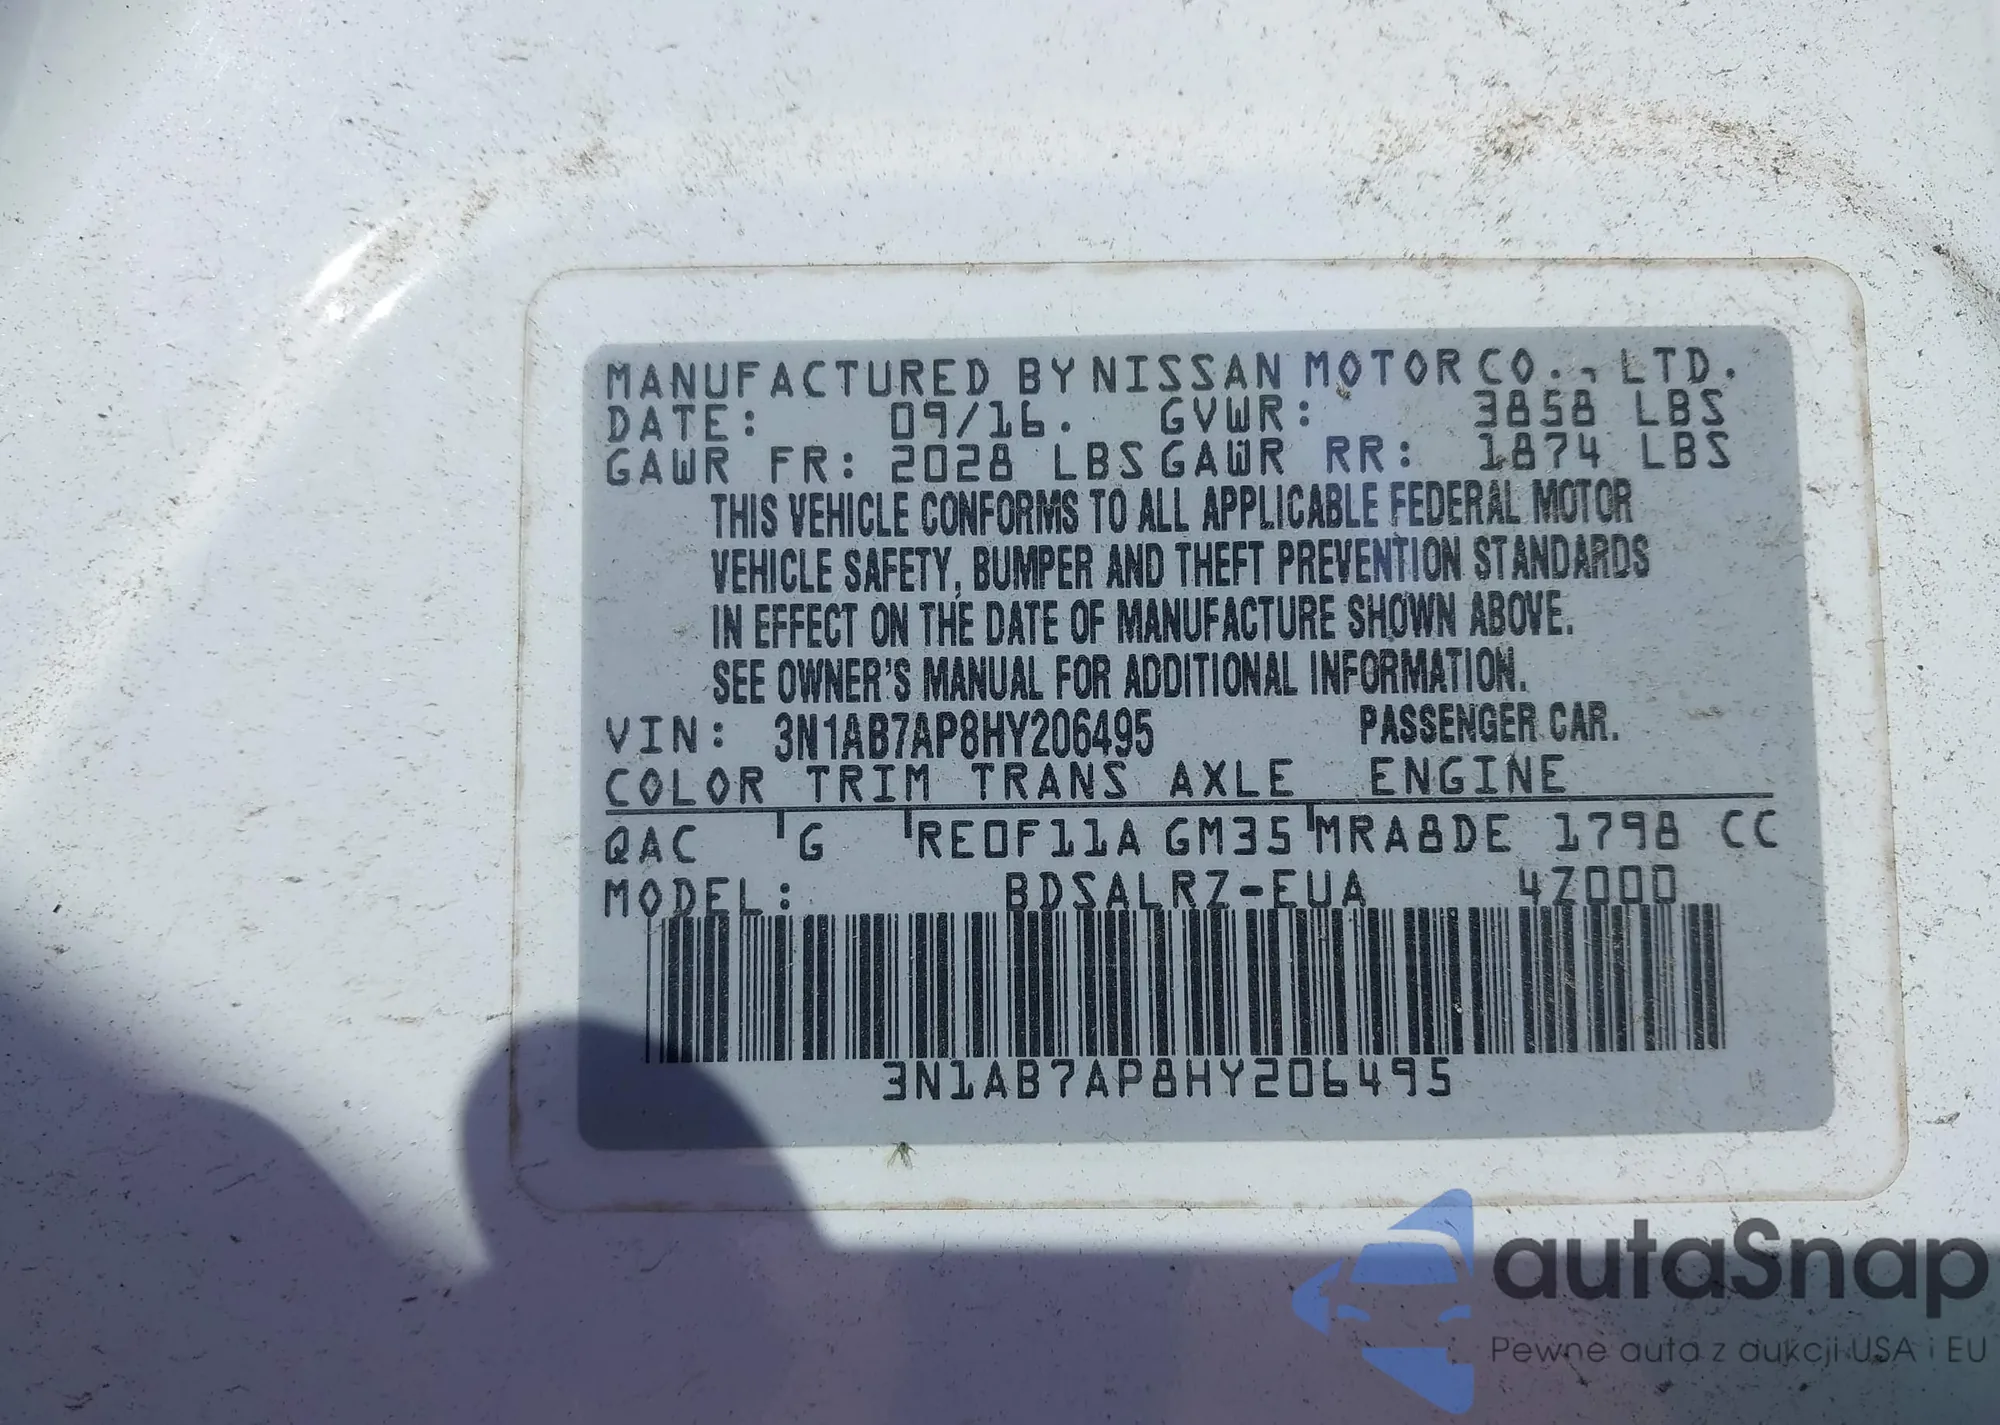 MANUFACTURED BY NISSAN MOTOR CO., LTD.
DATE: 09/16. GVWR: 3858 LBS
GAWR FR: 2028 LBS GAWR RR: 1874 LBS
THIS VEHICLE CONFORMS TO ALL APPLICABLE FEDERAL MOTOR
VEHICLE SAFETY, BUMPER AND THEFT PREVENTION STANDARDS
IN EFFECT ON THE DATE OF MANUFACTURE SHOWN ABOVE.
SEE OWNER'S MANUAL FOR ADDITIONAL INFORMATION.
VIN: 3N1AB7AP8HY206495 PASSENGER CAR.
COLOR TRIM TRANS AXLE ENGINE
QAC G RE0F11A GM35 MRA8DE 1798 CC
MODEL: BDSALRZ-EUA 4Z000
3N1AB7AP8HY206495
autaSnap
Pewne auta z aukcji USA i EU